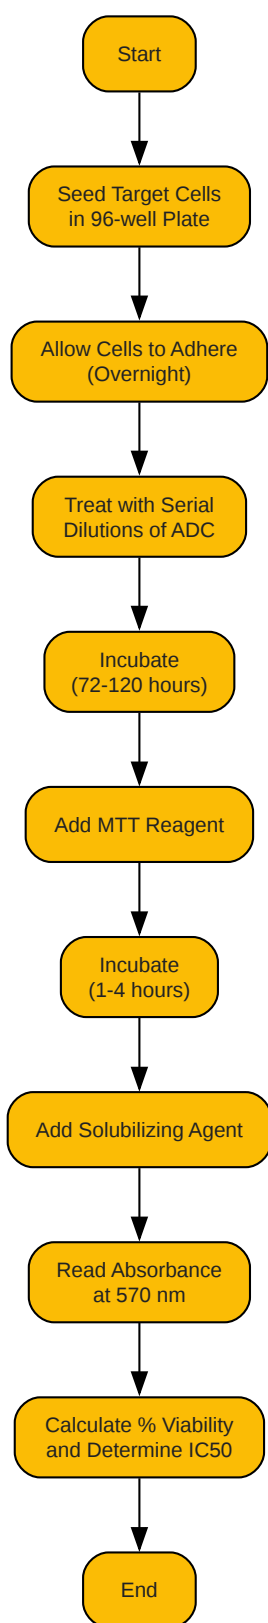 Start
Seed Target Cells
in 96-well Plate
Allow Cells to Adhere
(Overnight)
Treat with Serial
Dilutions of ADC
Incubate
(72-120 hours)
Add MTT Reagent
Incubate
(1-4 hours)
Add Solubilizing Agent
Read Absorbance
at 570 nm
Calculate % Viability
and Determine IC50
End